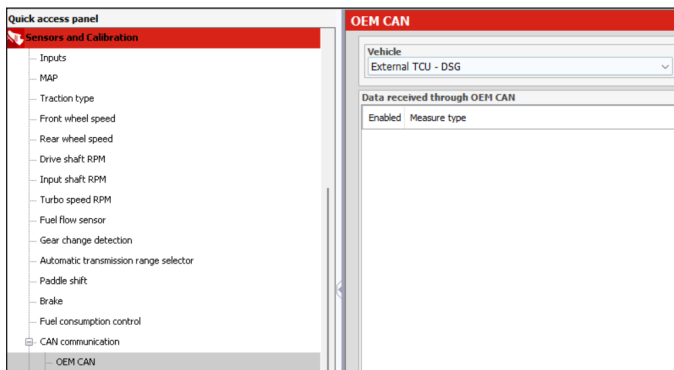 Quick access panel
Sensors and Calibration
Inputs
MAP
Traction type
Front wheel speed
Rear wheel speed
Drive shaft RPM
Input shaft RPM
Turbo speed RPM
Fuel flow sensor
Gear change detection
Automatic transmission range selector
Paddle shift
Brake
Fuel consumption control
CAN communication
OEM CAN
OEM CAN
Vehicle
External TCU - DSG
Data received through OEM CAN
Enabled Measure type